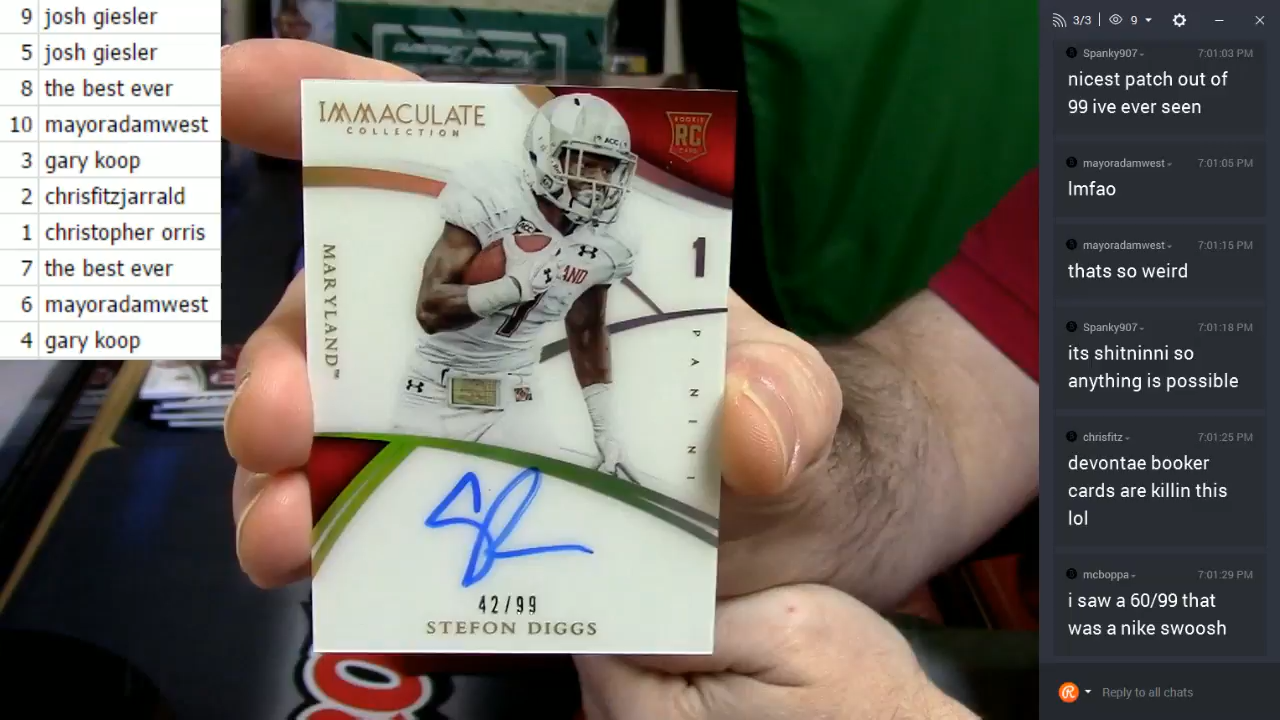 9 josh giesler
5 josh giesler
8 the best ever
10 mayoradamwest
3 gary koop
2 chrisfitzjarrald
1 christopher orris
7 the best ever
6 mayoradamwest
4 gary koop
IMMACULATE
COLLECTION
ROOKIE
RC
CARD
ACC
MARYLAND™
1
AND
1
PANINI
42/99
STEFON DIGGS
3/3 9
Spanky907 7:01:03 PM
nicest patch out of
99 ive ever seen
mayoradamwest 7:01:05 PM
lmfao
mayoradamwest 7:01:15 PM
thats so weird
Spanky907 7:01:18 PM
its shitninni so
anything is possible
chrisfitz 7:01:25 PM
devontae booker
cards are killin this
lol
mcboppa 7:01:29 PM
i saw a 60/99 that
was a nike swoosh
Reply to all chats